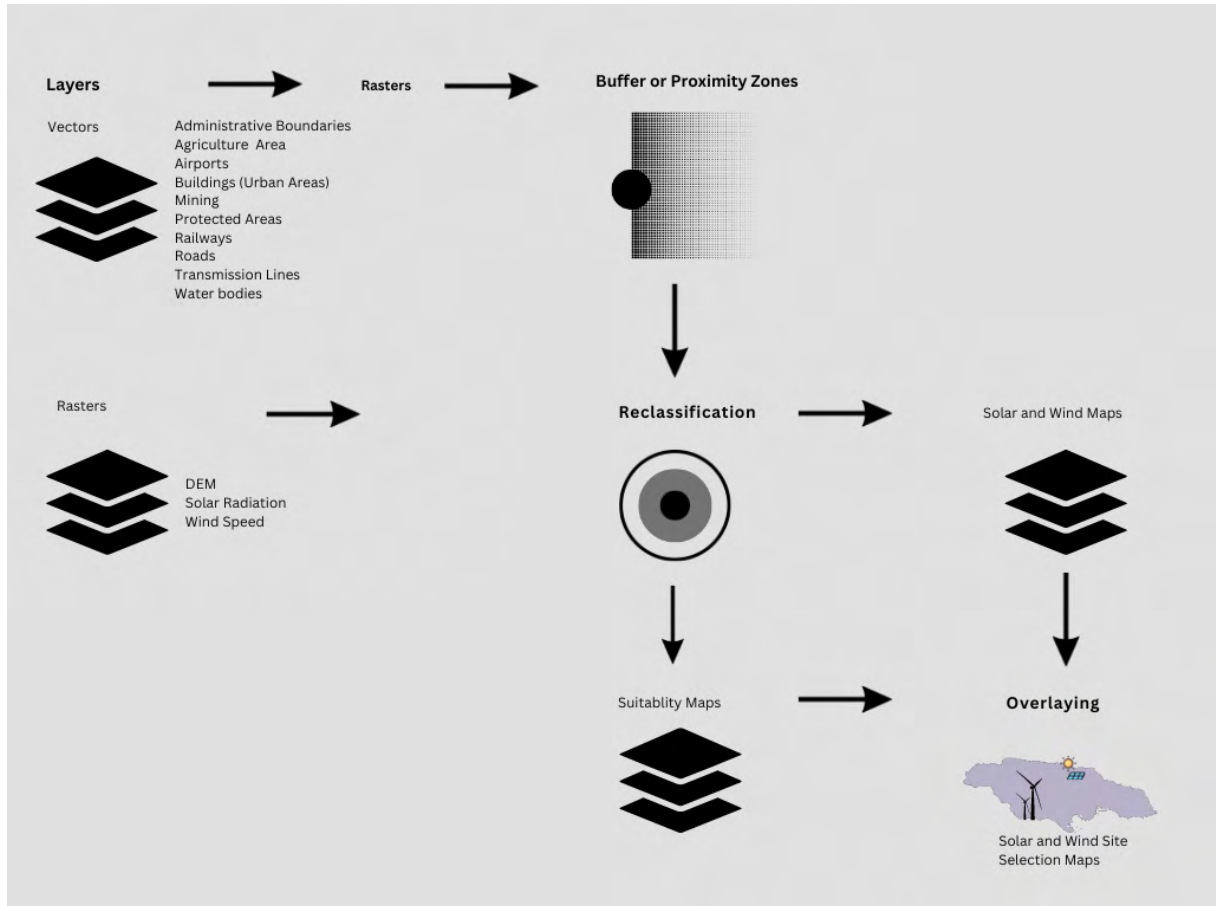 Layers
Rasters
Buffer or Proximity Zones
Vectors
Administrative Boundaries
Agriculture Area
Airports
Buildings (Urban Areas)
Mining
Protected Areas
Railways
Roads
Transmission Lines
Water bodies
Rasters
DEM
Solar Radiation
Wind Speed
Reclassification
Solar and Wind Maps
Suitablity Maps
Overlaying
Solar and Wind Site
Selection Maps